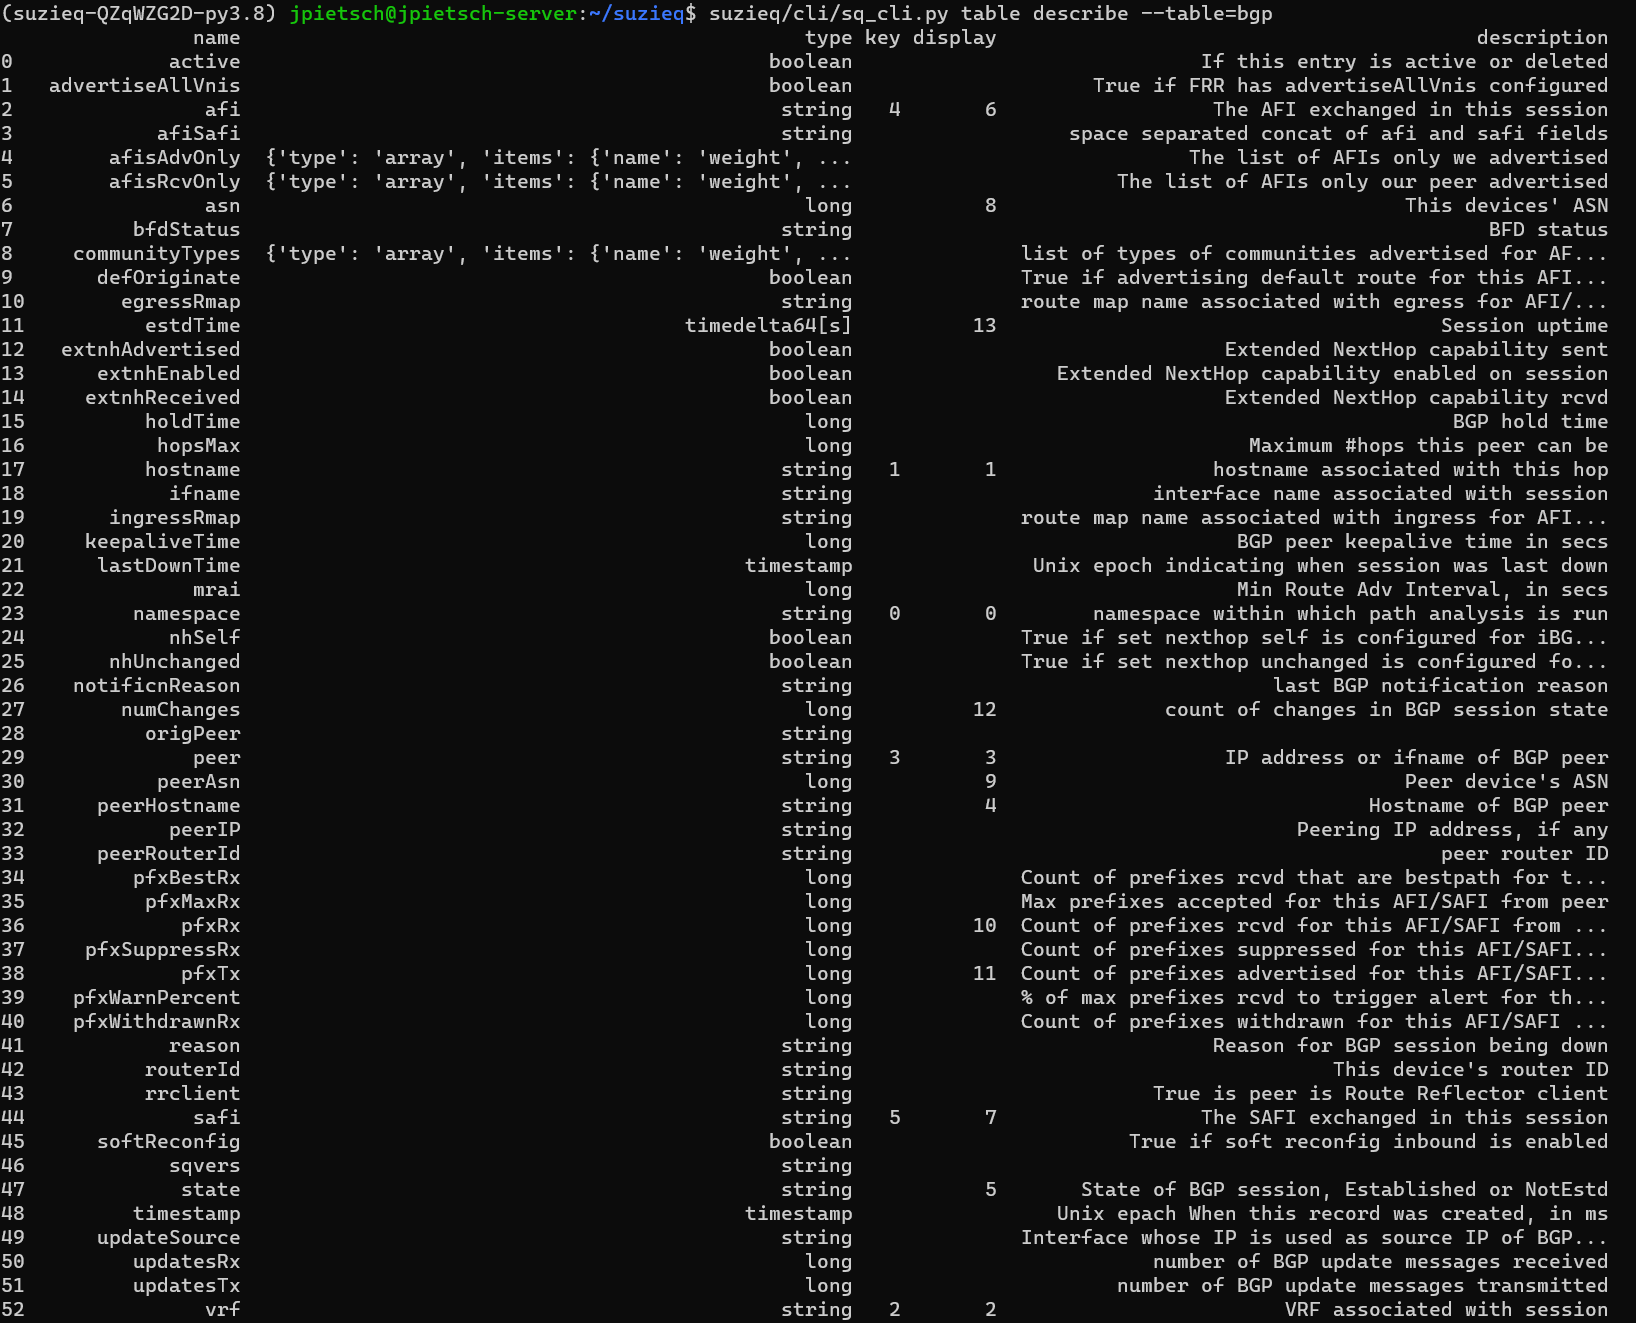 (suzieq-QZqWZG2D-py3.8) jpietsch@jpietsch-server:~/suzieq$ suzieq/cli/sq_cli.py table describe --table=bgp
name type key display description
0 active boolean If this entry is active or deleted
1 advertiseAllVnis boolean True if FRR has advertiseAllVnis configured
2 afi string 4 6 The AFI exchanged in this session
3 afiSafi string space separated concat of afi and safi fields
4 afisAdvOnly {'type': 'array', 'items': {'name': 'weight', ... The list of AFIs only we advertised
5 afisRcvOnly {'type': 'array', 'items': {'name': 'weight', ... The list of AFIs only our peer advertised
6 asn long 8 This devices' ASN
7 bfdStatus string BFD status
8 communityTypes {'type': 'array', 'items': {'name': 'weight', ... list of types of communities advertised for AF...
9 defOriginate boolean True if advertising default route for this AFI...
10 egressRmap string route map name associated with egress for AFI/...
11 estdTime timedelta64[s] 13 Session uptime
12 extnhAdvertised boolean Extended NextHop capability sent
13 extnhEnabled boolean Extended NextHop capability enabled on session
14 extnhReceived boolean Extended NextHop capability rcvd
15 holdTime long BGP hold time
16 hopsMax long Maximum #hops this peer can be
17 hostname string 1 1 hostname associated with this hop
18 ifname string interface name associated with session
19 ingressRmap string route map name associated with ingress for AFI...
20 keepaliveTime long BGP peer keepalive time in secs
21 lastDownTime timestamp Unix epoch indicating when session was last down
22 mrai long Min Route Adv Interval, in secs
23 namespace string 0 0 namespace within which path analysis is run
24 nhSelf boolean True if set nexthop self is configured for iBG...
25 nhUnchanged boolean True if set nexthop unchanged is configured fo...
26 notificnReason string last BGP notification reason
27 numChanges long 12 count of changes in BGP session state
28 origPeer string
29 peer string 3 3 IP address or ifname of BGP peer
30 peerAsn long 9 Peer device's ASN
31 peerHostname string 4 Hostname of BGP peer
32 peerIP string Peering IP address, if any
33 peerRouterId string peer router ID
34 pfxBestRx long Count of prefixes rcvd that are bestpath for t...
35 pfxMaxRx long Max prefixes accepted for this AFI/SAFI from peer
36 pfxRx long 10 Count of prefixes rcvd for this AFI/SAFI from ...
37 pfxSuppressRx long Count of prefixes suppressed for this AFI/SAFI...
38 pfxTx long 11 Count of prefixes advertised for this AFI/SAFI...
39 pfxWarnPercent long % of max prefixes rcvd to trigger alert for th...
40 pfxWithdrawnRx long Count of prefixes withdrawn for this AFI/SAFI ...
41 reason string Reason for BGP session being down
42 routerId string This device's router ID
43 rrclient string True is peer is Route Reflector client
44 safi string 5 7 The SAFI exchanged in this session
45 softReconfig boolean True if soft reconfig inbound is enabled
46 sqvers string
47 state string 5 State of BGP session, Established or NotEstd
48 timestamp timestamp Unix epach When this record was created, in ms
49 updateSource string Interface whose IP is used as source IP of BGP...
50 updatesRx long number of BGP update messages received
51 updatesTx long number of BGP update messages transmitted
52 vrf string 2 2 VRF associated with session